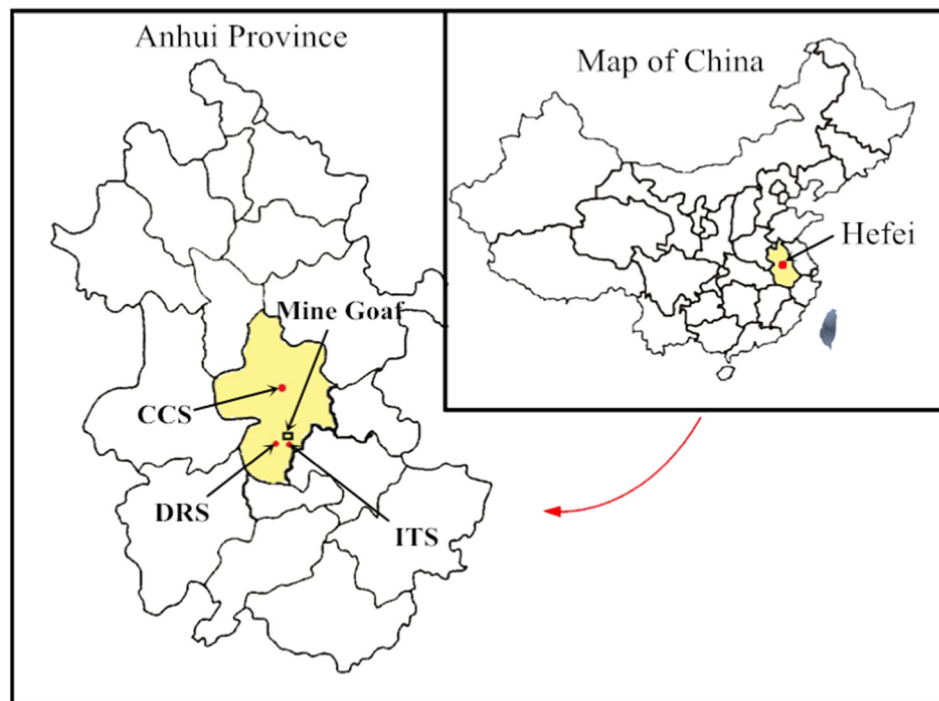 Anhui Province
Map of China
Hefei
Mine Goaf
CCS
DRS
ITS